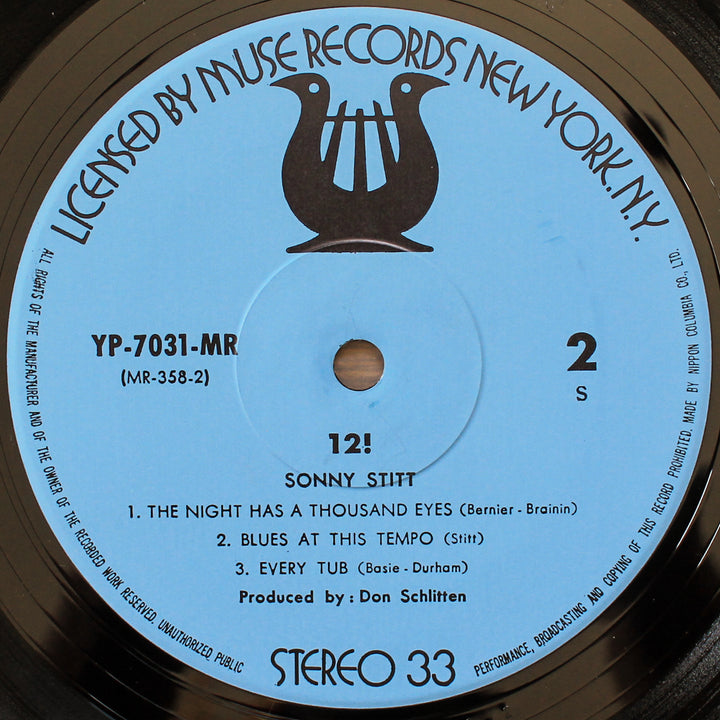 LICENSED BY MUSE RECORDS NEW YORK. N.Y.
YP-7031-MR
(MR-358-2)
2
S
12!
SONNY STITT
1. THE NIGHT HAS A THOUSAND EYES (Bernier - Brainin)
2. BLUES AT THIS TEMPO (Stitt)
3. EVERY TUB (Basie - Durham)
Produced by : Don Schlitten
STEREO 33
ALL RIGHTS OF THE MANUFACTURER AND OF THE OWNER OF THE RECORDED WORK RESERVED. UNAUTHORIZED PUBLIC
PERFORMANCE, BROADCASTING AND COPYING OF THIS RECORD PROHIBITED. MADE BY NIPPON COLUMBIA CO., LTD.